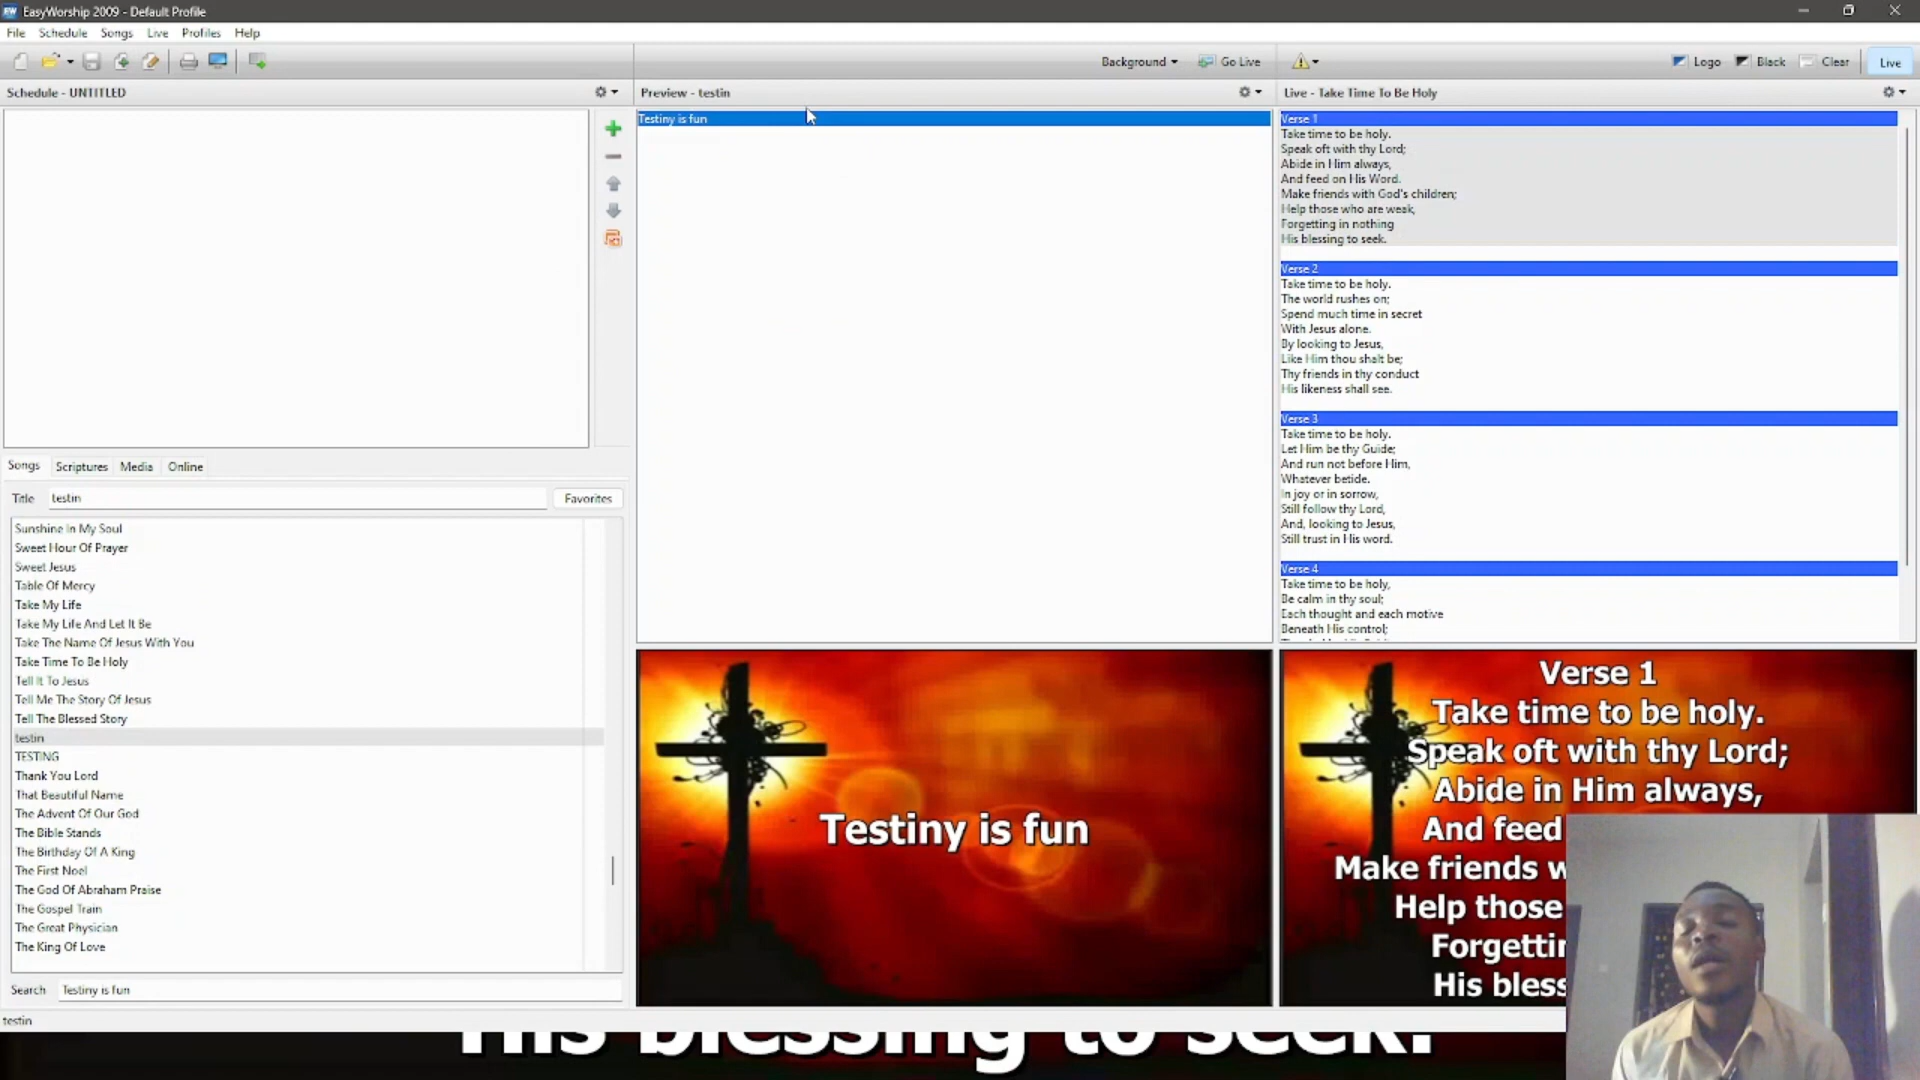 EW EasyWorship 2009 - Default Profile
File Schedule Songs Live Profiles Help
Background Go Live Logo Black Clear Live
Schedule - UNTITLED
Preview - testin
Live - Take Time To Be Holy
Testiny is fun
Verse 1
Take time to be holy.
Speak oft with thy Lord;
Abide in Him always,
And feed on His Word.
Make friends with God's children;
Help those who are weak,
Forgetting in nothing
His blessing to seek.
Verse 2
Take time to be holy.
The world rushes on;
Spend much time in secret
With Jesus alone.
By looking to Jesus,
Like Him thou shalt be;
Thy friends in thy conduct
His likeness shall see.
Verse 3
Take time to be holy.
Let Him be thy Guide;
And run not before Him,
Whatever betide.
In joy or in sorrow,
Still follow thy Lord,
And, looking to Jesus,
Still trust in His word.
Verse 4
Take time to be holy,
Be calm in thy soul;
Each thought and each motive
Beneath His control;
Songs Scriptures Media Online
Title testin Favorites
Sunshine In My Soul
Sweet Hour Of Prayer
Sweet Jesus
Table Of Mercy
Take My Life
Take My Life And Let It Be
Take The Name Of Jesus With You
Take Time To Be Holy
Tell It To Jesus
Tell Me The Story Of Jesus
Tell The Blessed Story
testin
TESTING
Thank You Lord
That Beautiful Name
The Advent Of Our God
The Bible Stands
The Birthday Of A King
The First Noel
The God Of Abraham Praise
The Gospel Train
The Great Physician
The King Of Love
Search Testiny is fun
testin
Testiny is fun
Verse 1
Take time to be holy.
Speak oft with thy Lord;
Abide in Him always,
And feed
Make friends w
Help those
Forgettin
His bless
His blessing to seek.